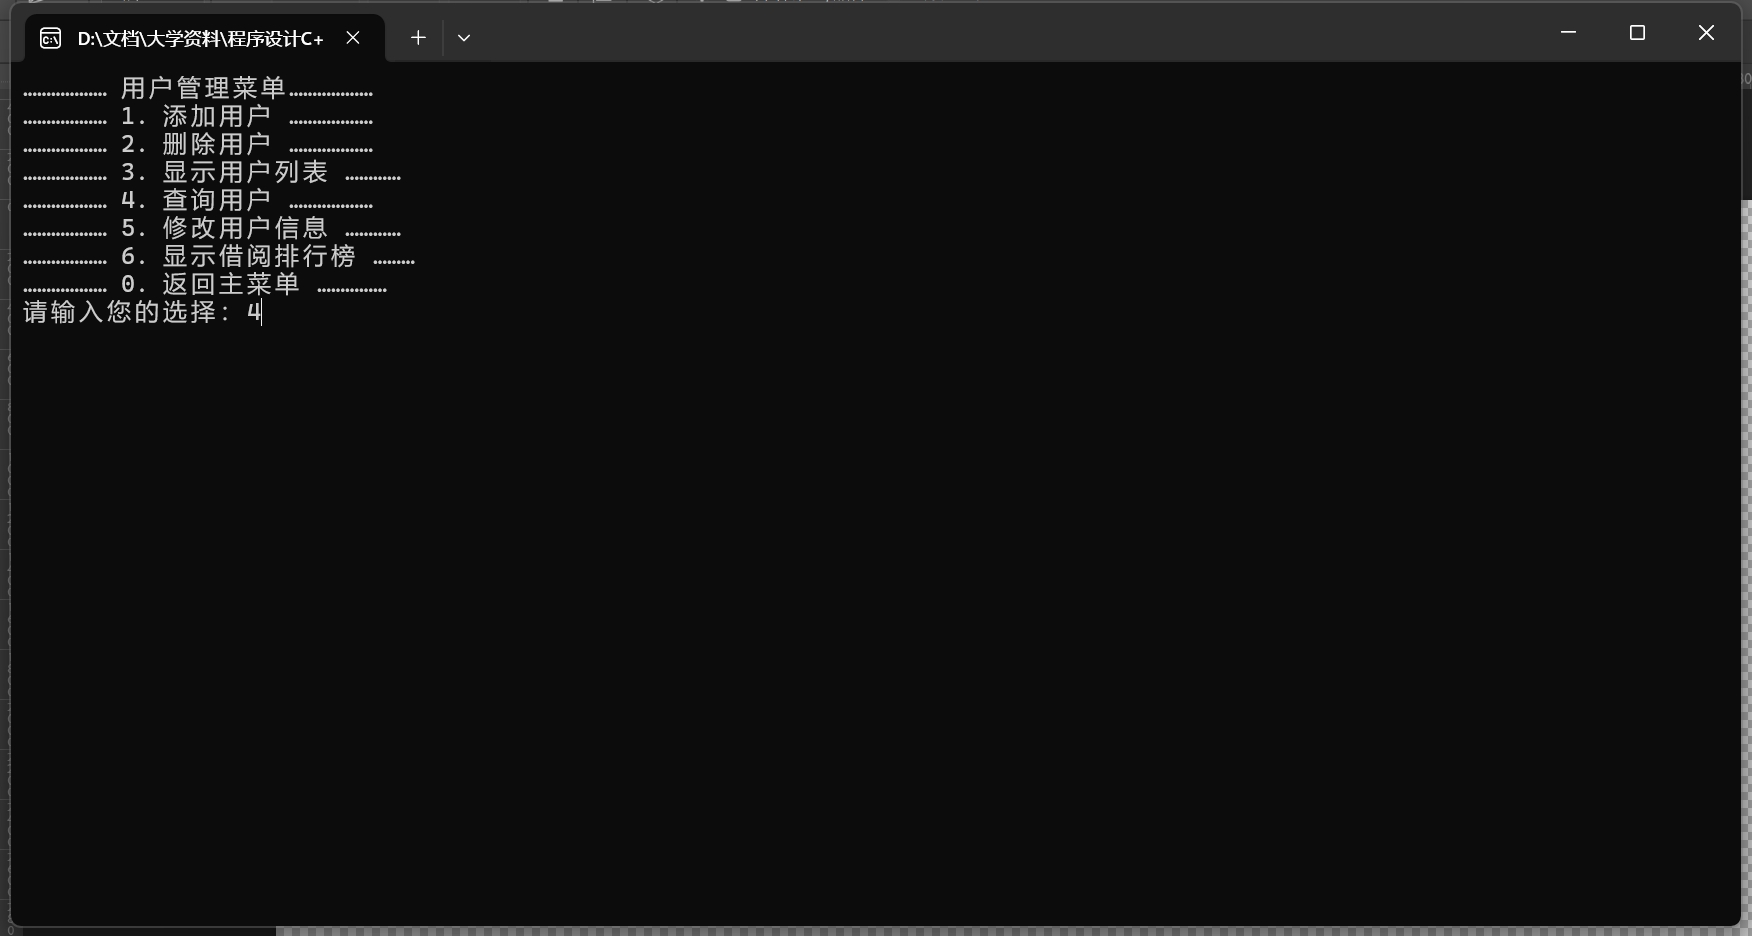 D:\文档\大学资料\程序设计C+
……………… 用户管理菜单………………
……………… 1. 添加用户 ………………
……………… 2. 删除用户 ………………
……………… 3. 显示用户列表 …………
……………… 4. 查询用户 ………………
……………… 5. 修改用户信息 …………
……………… 6. 显示借阅排行榜 ………
……………… 0. 返回主菜单 ……………
请输入您的选择: 4